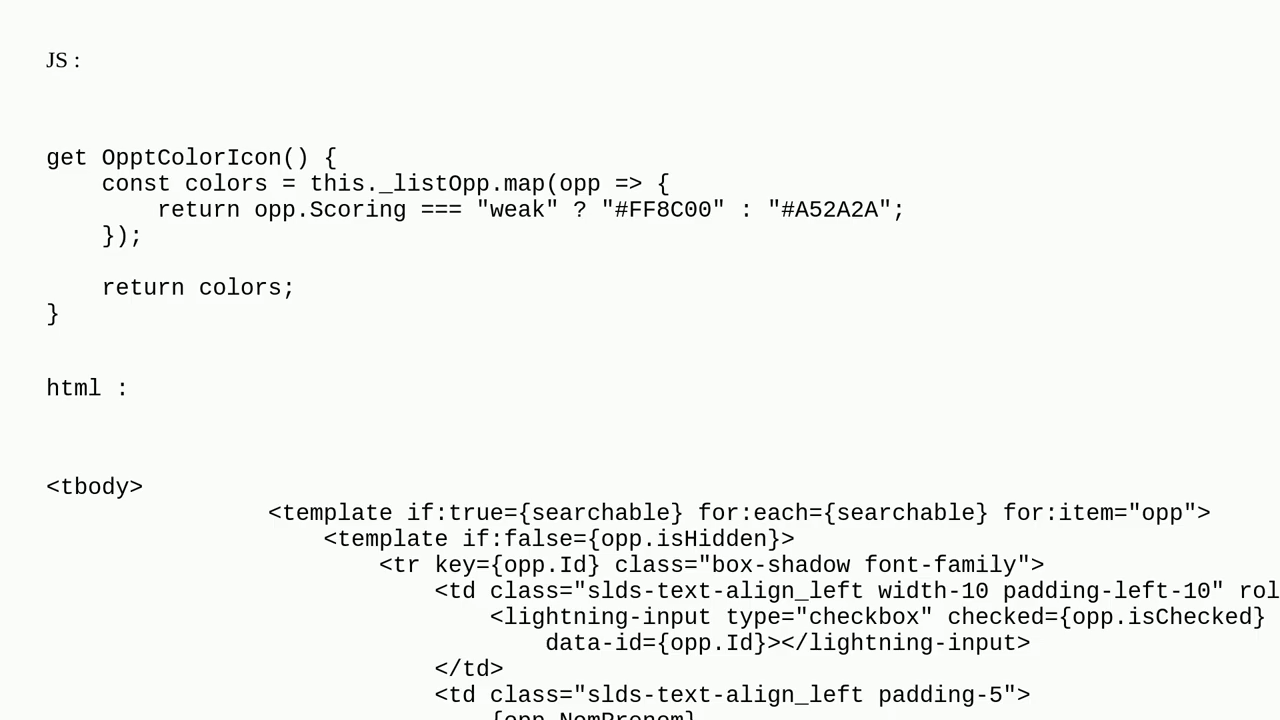 JS :
get OpptColorIcon() {
    const colors = this._listOpp.map(opp => {
        return opp.Scoring === "weak" ? "#FF8C00" : "#A52A2A";
    });
    return colors;
}
html :
<tbody>
                <template if:true={searchable} for:each={searchable} for:item="opp">
                    <template if:false={opp.isHidden}>
                        <tr key={opp.Id} class="box-shadow font-family">
                            <td class="slds-text-align_left width-10 padding-left-10" rol
                                <lightning-input type="checkbox" checked={opp.isChecked}
                                    data-id={opp.Id}></lightning-input>
                            </td>
                            <td class="slds-text-align_left padding-5">
                                {opp.NomPrenom}